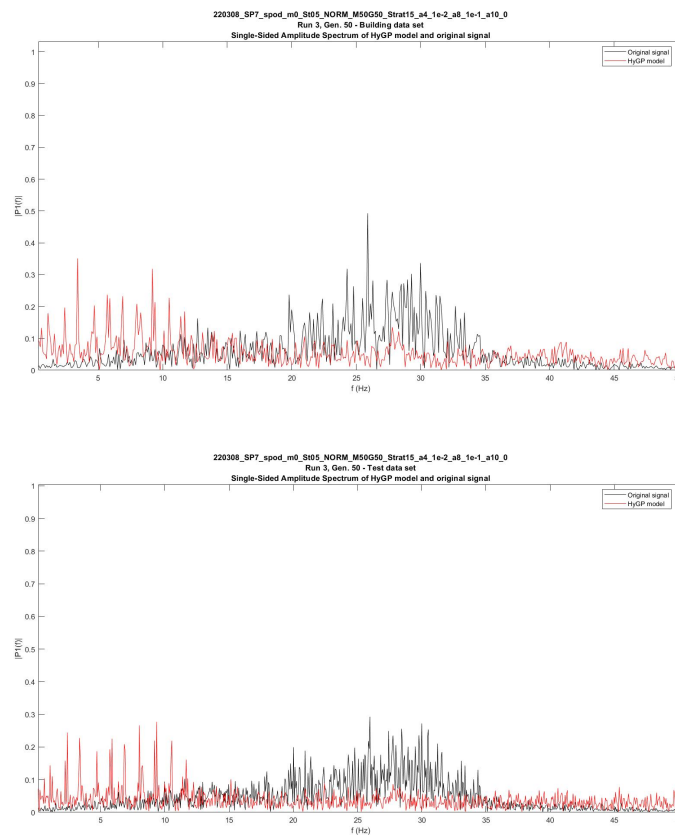 220308_SP7_spod_m0_St05_NORM_M50G50_Strat15_a4_1e-2_a8_1e-1_a10_0
Run 3, Gen. 50 - Building data set
Single-Sided Amplitude Spectrum of HyGP model and original signal
Original signal
HyGP model
1
0.9
0.8
0.7
0.6
0.5
0.4
0.3
0.2
0.1
0
|P1(f)|
5 10 15 20 25 30 35 40 45
f (Hz)
220308_SP7_spod_m0_St05_NORM_M50G50_Strat15_a4_1e-2_a8_1e-1_a10_0
Run 3, Gen. 50 - Test data set
Single-Sided Amplitude Spectrum of HyGP model and original signal
Original signal
HyGP model
1
0.9
0.8
0.7
0.6
0.5
0.4
0.3
0.2
0.1
0
|P1(f)|
5 10 15 20 25 30 35 40 45
f (Hz)